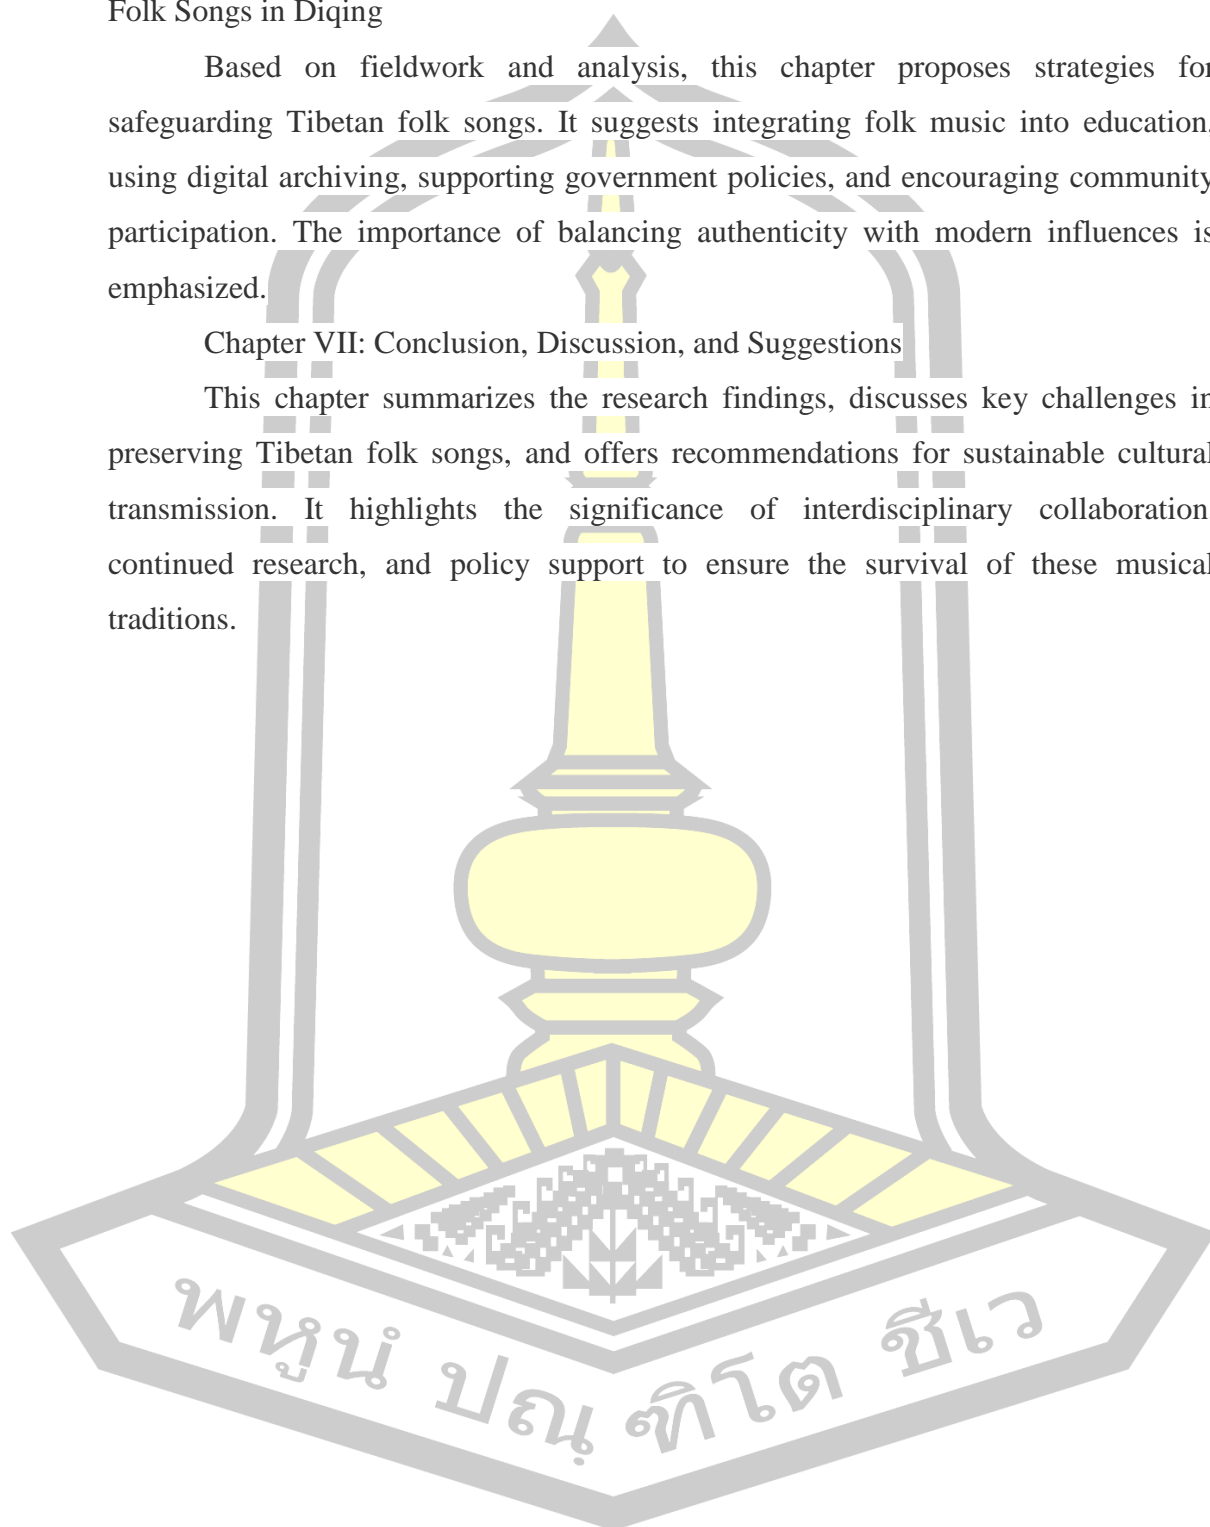 Folk Songs in Diqing
Based on fieldwork and analysis, this chapter proposes strategies for
safeguarding Tibetan folk songs. It suggests integrating folk music into education,
using digital archiving, supporting government policies, and encouraging community
participation. The importance of balancing authenticity with modern influences is
emphasized.
Chapter VII: Conclusion, Discussion, and Suggestions
This chapter summarizes the research findings, discusses key challenges in
preserving Tibetan folk songs, and offers recommendations for sustainable cultural
transmission. It highlights the significance of interdisciplinary collaboration,
continued research, and policy support to ensure the survival of these musical
traditions.
พหูนํ ปณฺฑิโต ชีเว